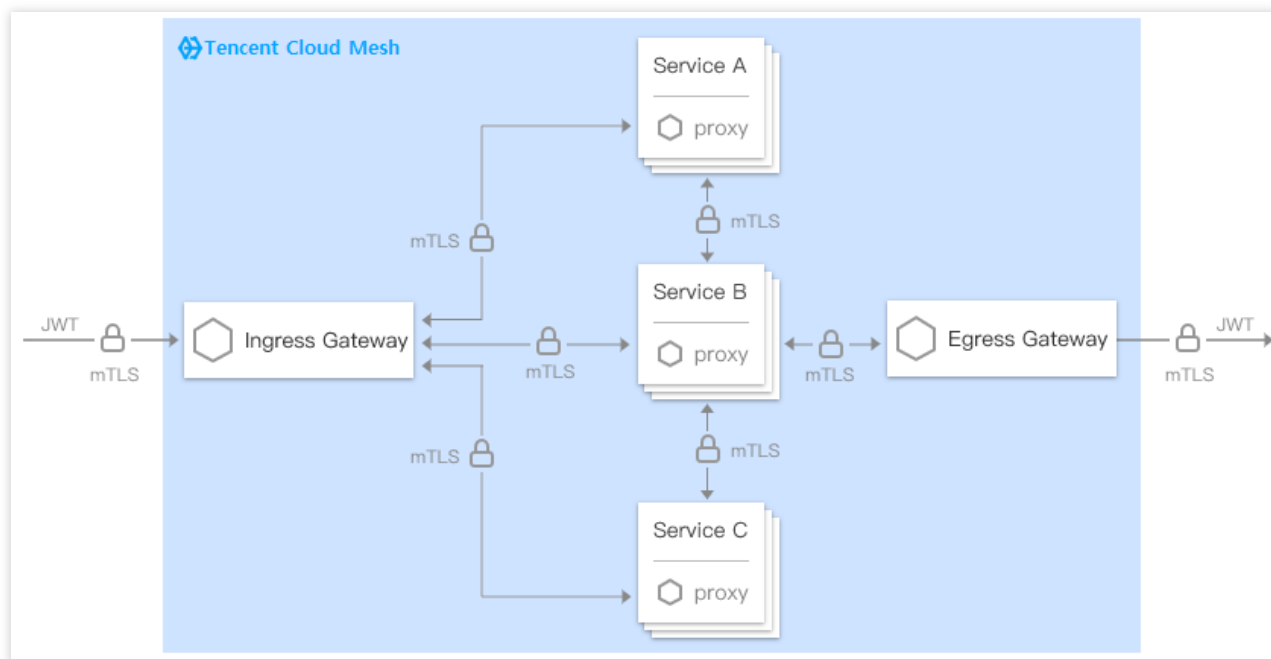 Tencent Cloud Mesh
Service A
proxy
mTLS
mTLS
JWT
mTLS
Ingress Gateway
mTLS
Service B
proxy
mTLS
Egress Gateway
JWT
mTLS
mTLS
mTLS
Service C
proxy